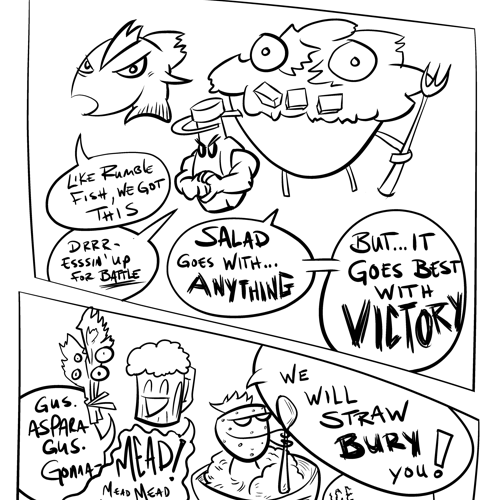 LIKE RUMBLE
FISH, WE GOT
THIS
DRRR-
ESSSIN' UP
FOR BATTLE
SALAD
GOES WITH...
ANYTHING
BUT...IT
GOES BEST
WITH
VICTORY
GUS.
ASPARA
GUS.
GONNA
MEAD!
MEAD MEAD
WE
WILL
STRAW
BURY
YOU!